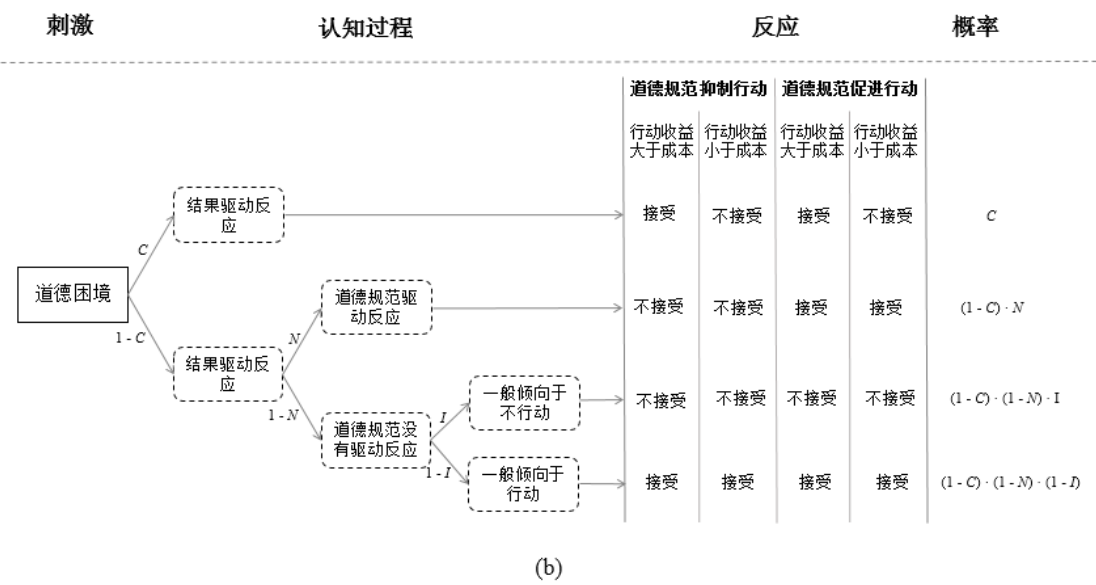 刺激 认知过程 反应 概率
道德规范抑制行动 道德规范促进行动
行动收益 行动收益 行动收益 行动收益
大于成本 小于成本 大于成本 小于成本
结果驱动反
应
接受 不接受 接受 不接受 C
C
道德困境
1 - C
道德规范驱
动反应
不接受 不接受 接受 接受 (1 - C) · N
N
结果驱动反
应
1 - N
一般倾向于
不行动
不接受 不接受 不接受 不接受 (1 - C) · (1 - N) · I
I
道德规范没
有驱动反应
1 - I
一般倾向于
行动
接受 接受 接受 接受 (1 - C) · (1 - N) · (1 - I)
(b)